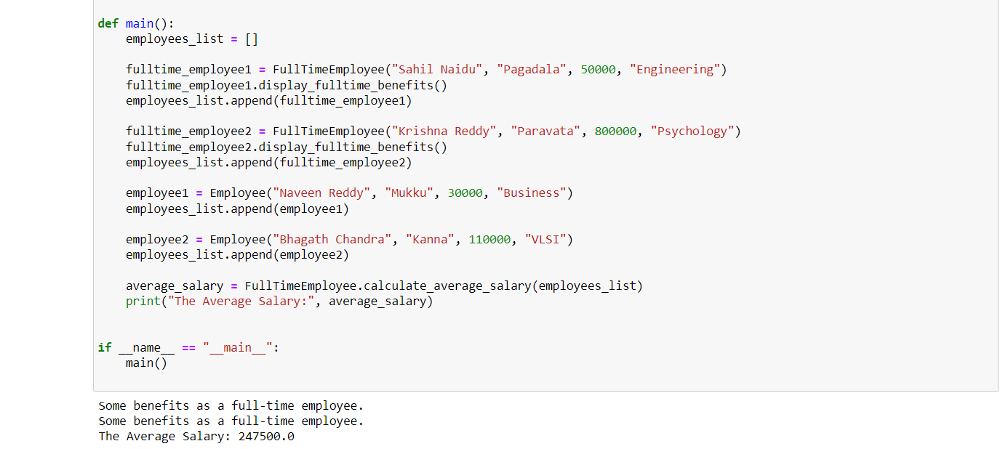 def main():
    employees_list = []
    fulltime_employee1 = FullTimeEmployee("Sahil Naidu", "Pagadala", 50000, "Engineering")
    fulltime_employee1.display_fulltime_benefits()
    employees_list.append(fulltime_employee1)
    fulltime_employee2 = FullTimeEmployee("Krishna Reddy", "Paravata", 800000, "Psychology")
    fulltime_employee2.display_fulltime_benefits()
    employees_list.append(fulltime_employee2)
    employee1 = Employee("Naveen Reddy", "Mukku", 30000, "Business")
    employees_list.append(employee1)
    employee2 = Employee("Bhagath Chandra", "Kanna", 110000, "VLSI")
    employees_list.append(employee2)
    average_salary = FullTimeEmployee.calculate_average_salary(employees_list)
    print("The Average Salary:", average_salary)
if __name__ == "__main__":
    main()
Some benefits as a full-time employee.
Some benefits as a full-time employee.
The Average Salary: 247500.0